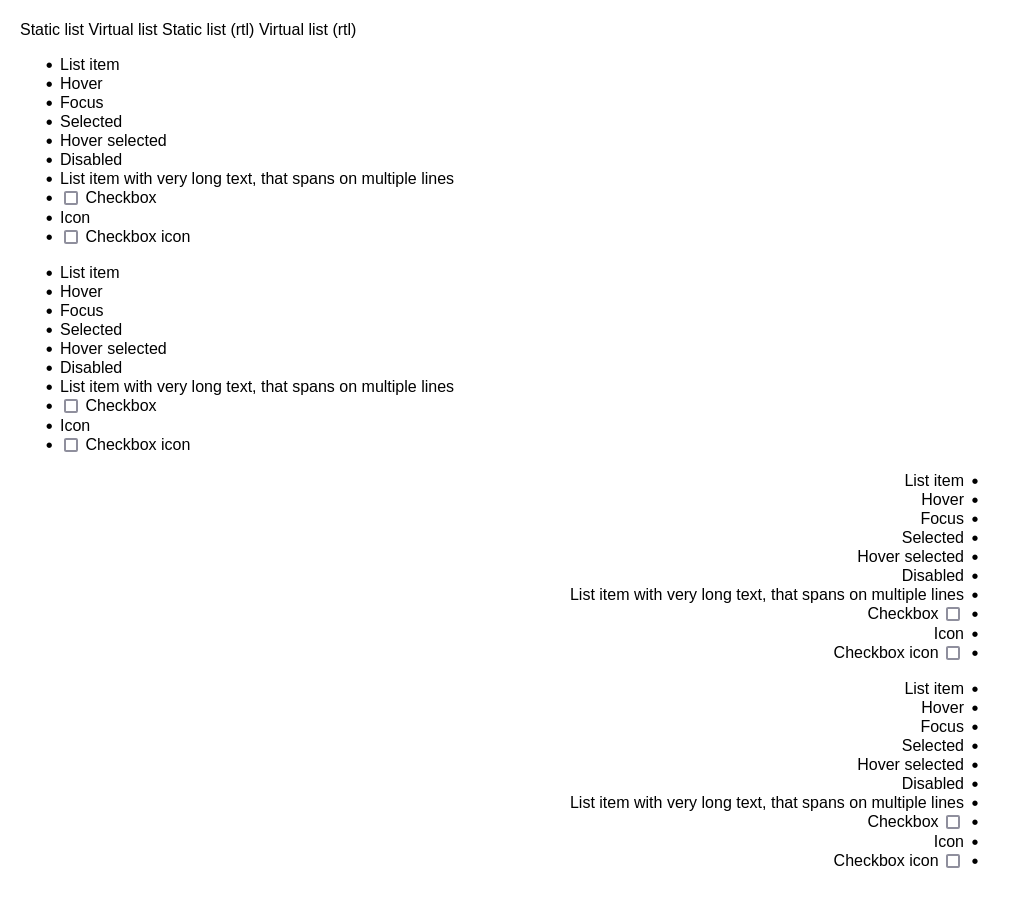 Static list Virtual list Static list (rtl) Virtual list (rtl)
• List item
• Hover
• Focus
• Selected
• Hover selected
• Disabled
• List item with very long text, that spans on multiple lines
• Checkbox
• Icon
• Checkbox icon
• List item
• Hover
• Focus
• Selected
• Hover selected
• Disabled
• List item with very long text, that spans on multiple lines
• Checkbox
• Icon
• Checkbox icon
List item •
Hover •
Focus •
Selected •
Hover selected •
Disabled •
List item with very long text, that spans on multiple lines •
Checkbox •
Icon •
Checkbox icon •
List item •
Hover •
Focus •
Selected •
Hover selected •
Disabled •
List item with very long text, that spans on multiple lines •
Checkbox •
Icon •
Checkbox icon •